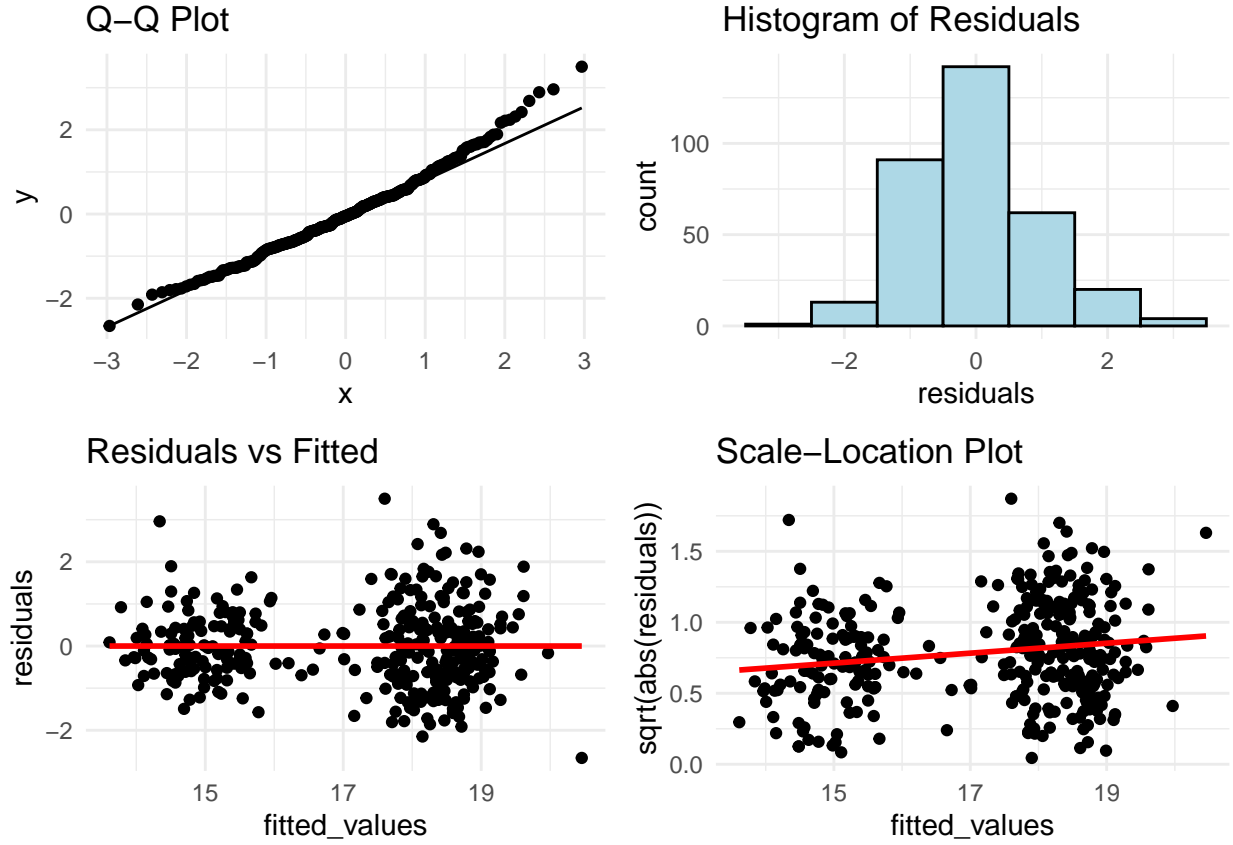 Q−Q Plot
2
0
−2
y
−3
−2
−1
0
1
2
3
x
Histogram of Residuals
100
50
0
count
−2
0
2
residuals
Residuals vs Fitted
2
0
−2
residuals
15
17
19
fitted_values
Scale−Location Plot
1.5
1.0
0.5
0.0
sqrt(abs(residuals))
15
17
19
fitted_values